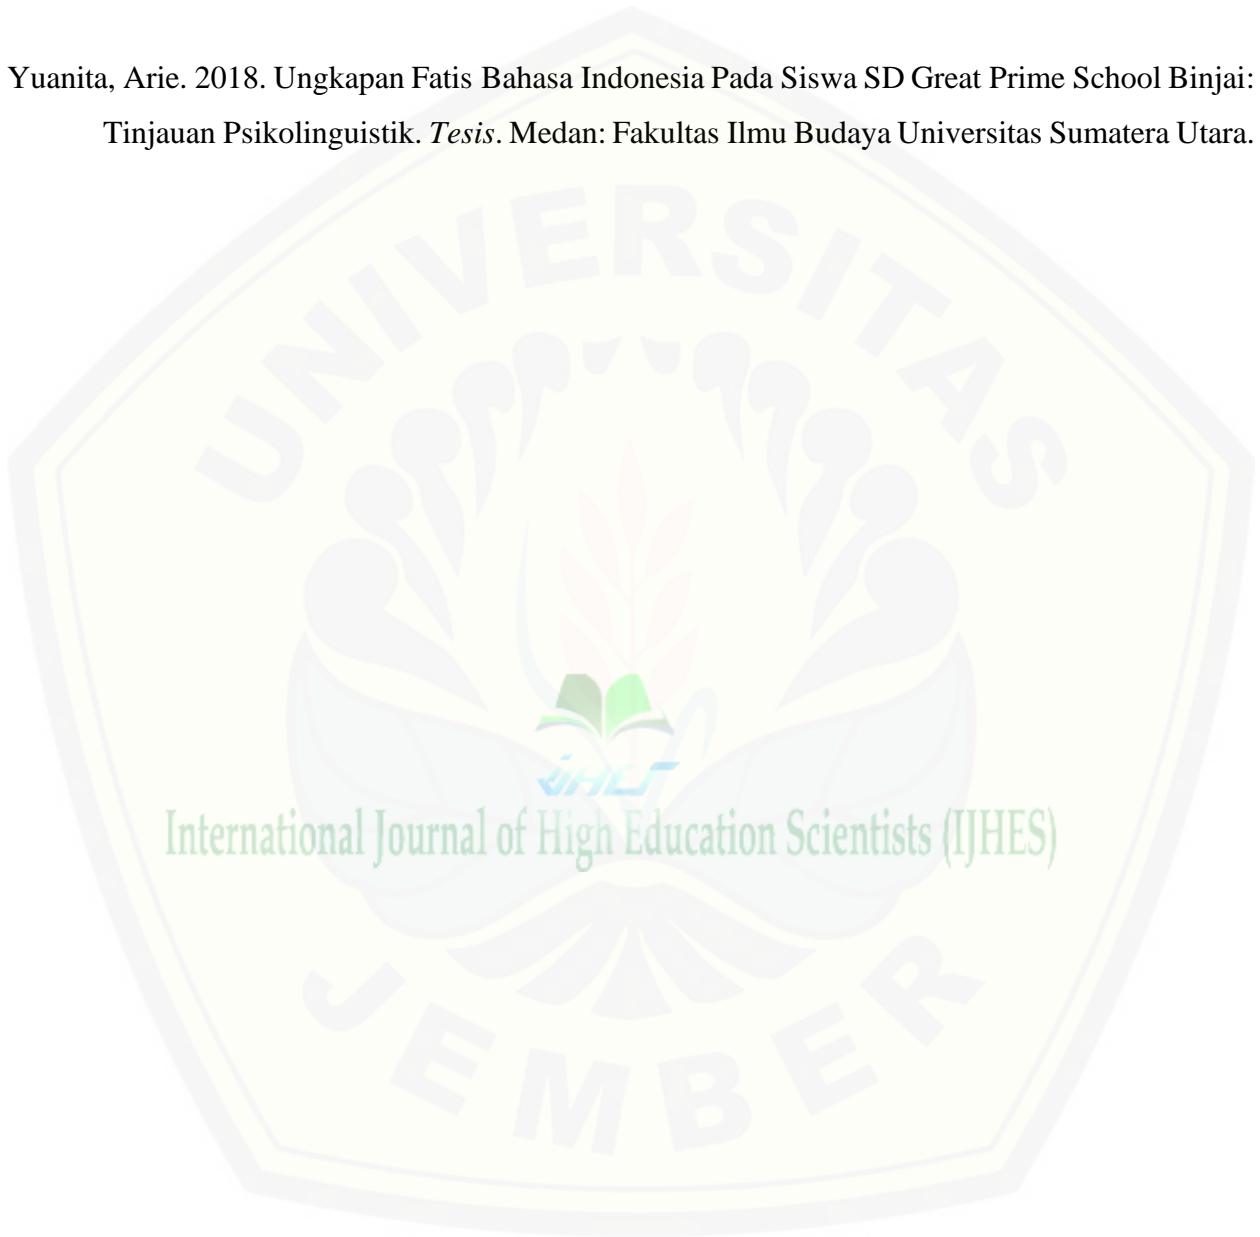 Yuanita, Arie. 2018. Ungkapan Fatis Bahasa Indonesia Pada Siswa SD Great Prime School Binjai:
Tinjauan Psikolinguistik. Tesis. Medan: Fakultas Ilmu Budaya Universitas Sumatera Utara.
UNIVERSITAS
IJHES
International Journal of High Education Scientists (IJHES)
JEMBER